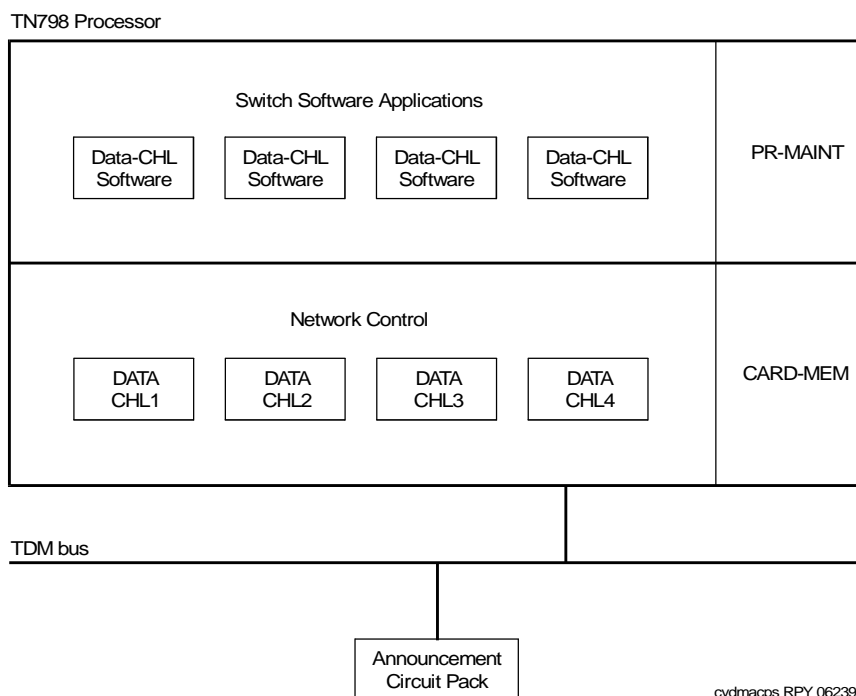 TN798 Processor
Switch Software Applications
Data-CHL
Software
Data-CHL
Software
Data-CHL
Software
Data-CHL
Software
PR-MAINT
Network Control
DATA
CHL1
DATA
CHL2
DATA
CHL3
DATA
CHL4
CARD-MEM
TDM bus
Announcement
Circuit Pack
cydmacps RPY 06239